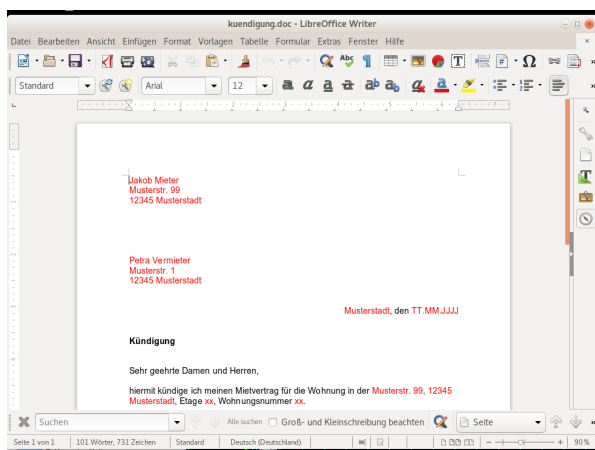 kuendigung.doc - LibreOffice Writer
Datei Bearbeiten Ansicht Einfügen Format Vorlagen Tabelle Formular Extras Fenster Hilfe
Standard Arial 12
Jakob Mieter
Musterstr. 99
12345 Musterstadt
Petra Vermieter
Musterstr. 1
12345 Musterstadt
Musterstadt, den TT.MM.JJJJ
Kündigung
Sehr geehrte Damen und Herren,
hiermit kündige ich meinen Mietvertrag für die Wohnung in der Musterstr. 99, 12345
Musterstadt, Etage xx, Wohnungsnummer xx.
Suchen Alle suchen Groß- und Kleinschreibung beachten Seite
Seite 1 von 1 101 Wörter, 731 Zeichen Standard Deutsch (Deutschland) 90%